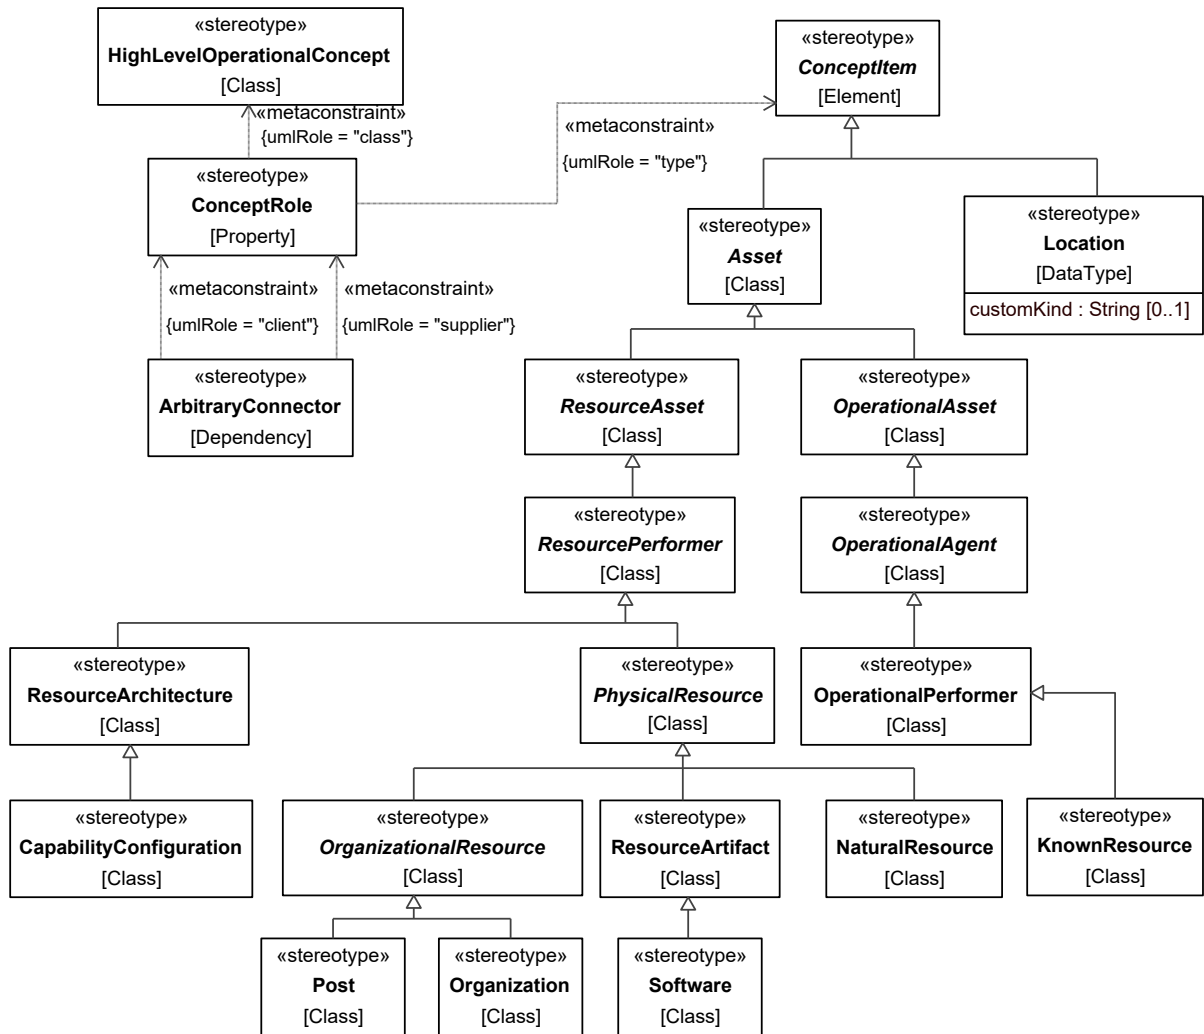 «stereotype»
HighLevelOperationalConcept
[Class]
«stereotype»
ConceptItem
[Element]
«metaconstraint»
{umlRole = "class"}
«metaconstraint»
{umlRole = "type"}
«stereotype»
ConceptRole
[Property]
«stereotype»
Asset
[Class]
«stereotype»
Location
[DataType]
customKind : String [0..1]
«metaconstraint»
{umlRole = "client"}
«metaconstraint»
{umlRole = "supplier"}
«stereotype»
ArbitraryConnector
[Dependency]
«stereotype»
ResourceAsset
[Class]
«stereotype»
OperationalAsset
[Class]
«stereotype»
ResourcePerformer
[Class]
«stereotype»
OperationalAgent
[Class]
«stereotype»
ResourceArchitecture
[Class]
«stereotype»
PhysicalResource
[Class]
«stereotype»
OperationalPerformer
[Class]
«stereotype»
CapabilityConfiguration
[Class]
«stereotype»
OrganizationalResource
[Class]
«stereotype»
ResourceArtifact
[Class]
«stereotype»
NaturalResource
[Class]
«stereotype»
KnownResource
[Class]
«stereotype»
Post
[Class]
«stereotype»
Organization
[Class]
«stereotype»
Software
[Class]